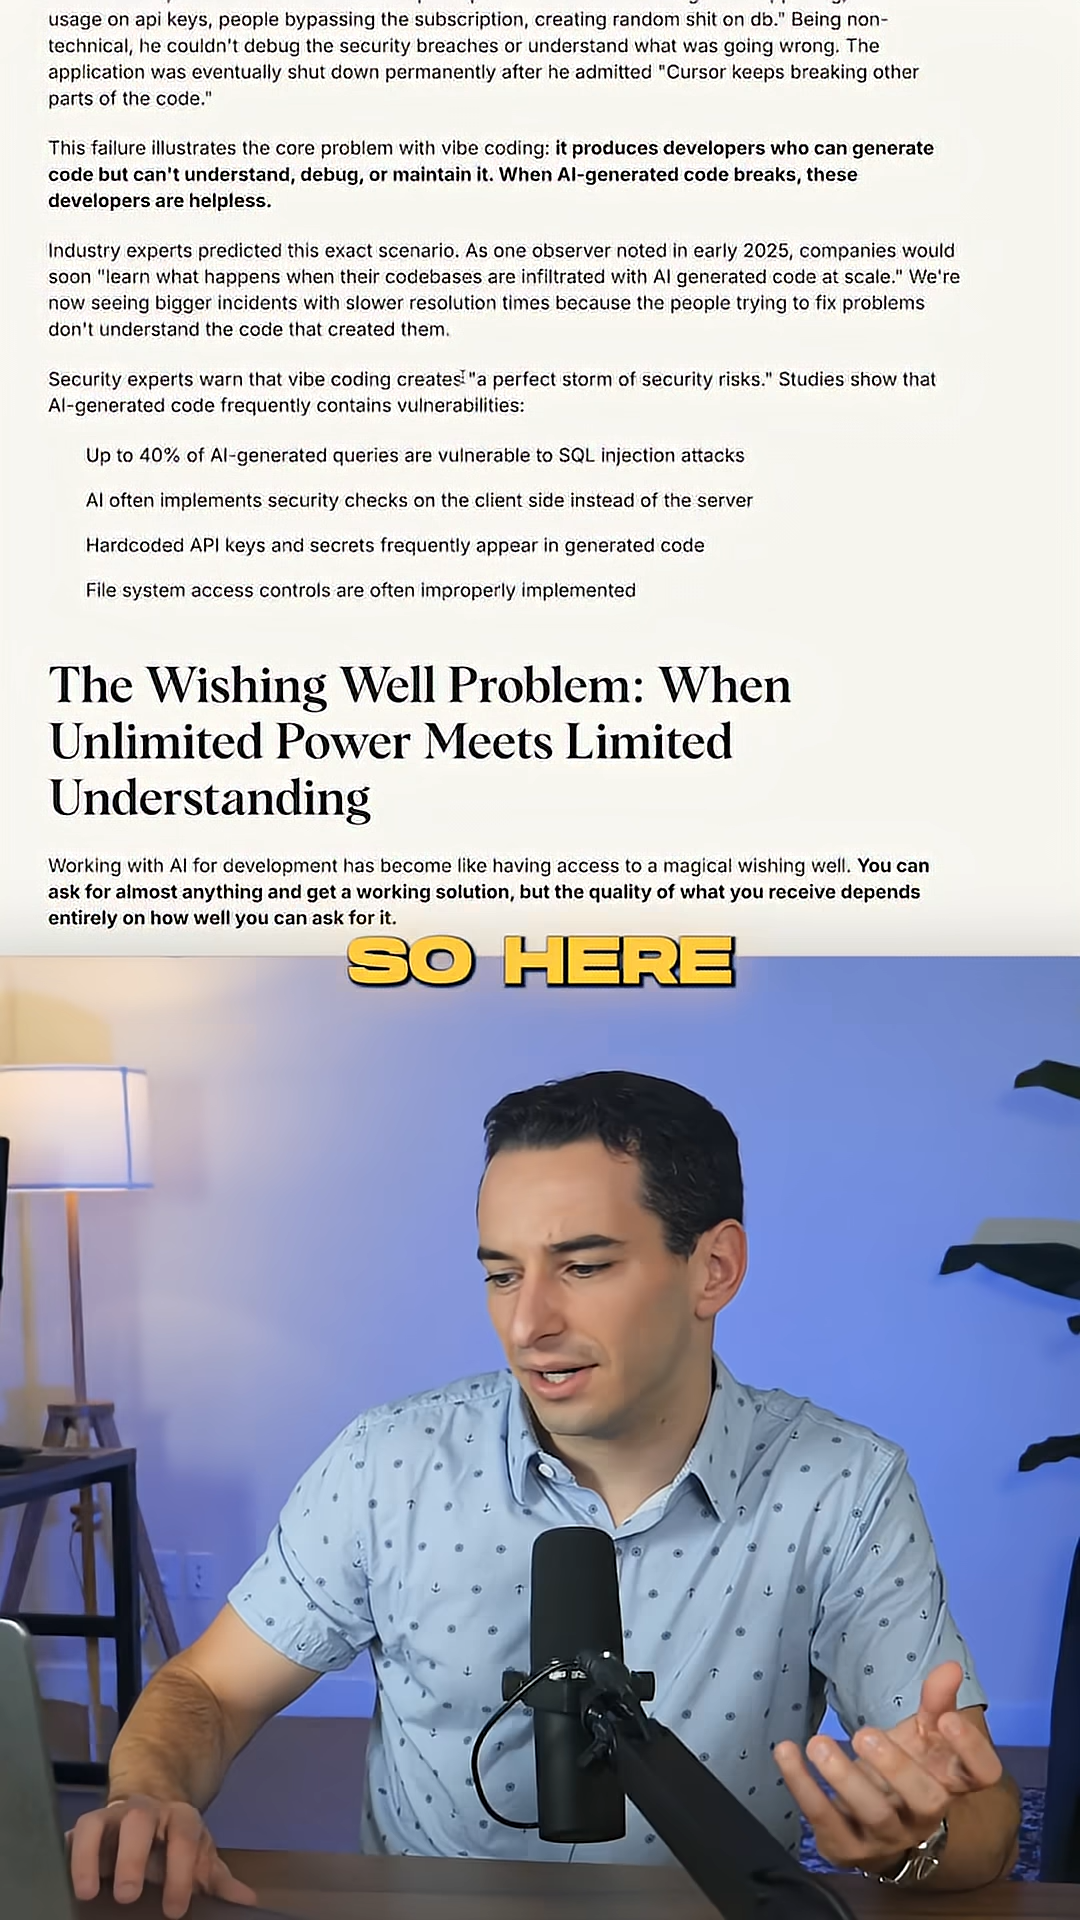 usage on api keys, people bypassing the subscription, creating random shit on db." Being non-
technical, he couldn't debug the security breaches or understand what was going wrong. The
application was eventually shut down permanently after he admitted "Cursor keeps breaking other
parts of the code."
This failure illustrates the core problem with vibe coding: it produces developers who can generate
code but can't understand, debug, or maintain it. When AI-generated code breaks, these
developers are helpless.
Industry experts predicted this exact scenario. As one observer noted in early 2025, companies would
soon "learn what happens when their codebases are infiltrated with AI generated code at scale." We're
now seeing bigger incidents with slower resolution times because the people trying to fix problems
don't understand the code that created them.
Security experts warn that vibe coding creates "a perfect storm of security risks." Studies show that
AI-generated code frequently contains vulnerabilities:
Up to 40% of AI-generated queries are vulnerable to SQL injection attacks
AI often implements security checks on the client side instead of the server
Hardcoded API keys and secrets frequently appear in generated code
File system access controls are often improperly implemented
The Wishing Well Problem: When
Unlimited Power Meets Limited
Understanding
Working with AI for development has become like having access to a magical wishing well. You can
ask for almost anything and get a working solution, but the quality of what you receive depends
entirely on how well you can ask for it.
SO HERE